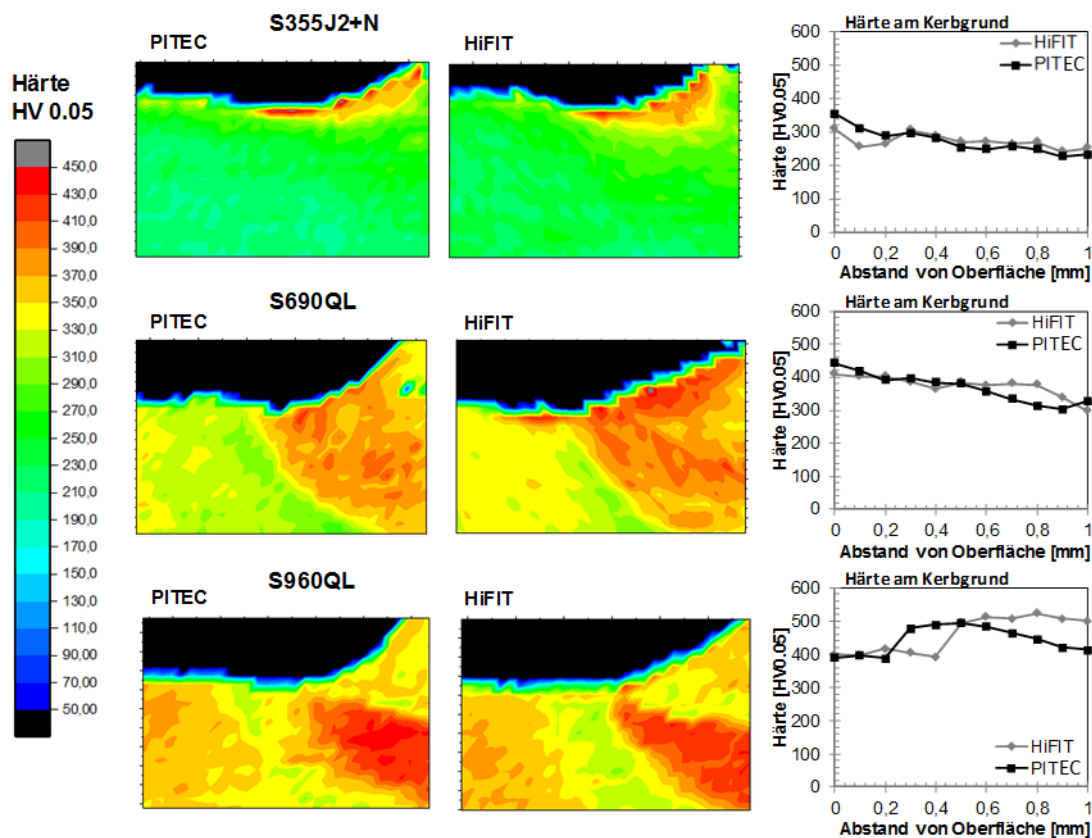 S355J2+N
PITEC
HiFIT
Härte
HV 0.05
450,0
430,0
410,0
390,0
370,0
350,0
330,0
310,0
290,0
270,0
250,0
230,0
210,0
190,0
170,0
150,0
130,0
110,0
90,00
70,00
50,00
Härte am Kerbgrund
Härte [HV0.05]
600
500
400
300
200
100
0
HiFIT
PITEC
0 0,2 0,4 0,6 0,8 1
Abstand von Oberfläche [mm]
S690QL
PITEC
HiFIT
Härte am Kerbgrund
Härte [HV0.05]
600
500
400
300
200
100
0
HiFIT
PITEC
0 0,2 0,4 0,6 0,8 1
Abstand von Oberfläche [mm]
S960QL
PITEC
HiFIT
Härte am Kerbgrund
Härte [HV0.05]
600
500
400
300
200
100
0
HiFIT
PITEC
0 0,2 0,4 0,6 0,8 1
Abstand von Oberfläche [mm]